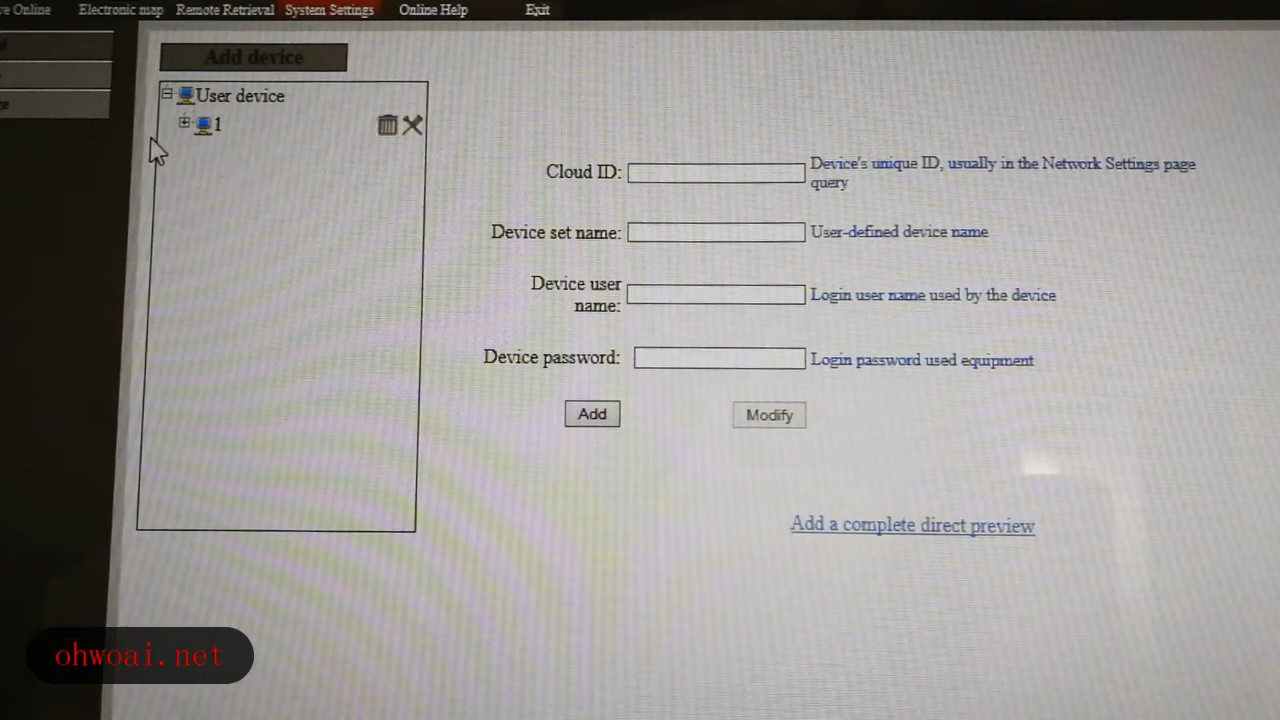 Online
Electronic map
Remote Retrieval
System Settings
Online Help
Exit
Add device
User device
1
Cloud ID:
Device's unique ID, usually in the Network Settings page
query
Device set name:
User-defined device name
Device user
name:
Login user name used by the device
Device password:
Login password used equipment
Add
Modify
Add a complete direct preview
ohwoai.net